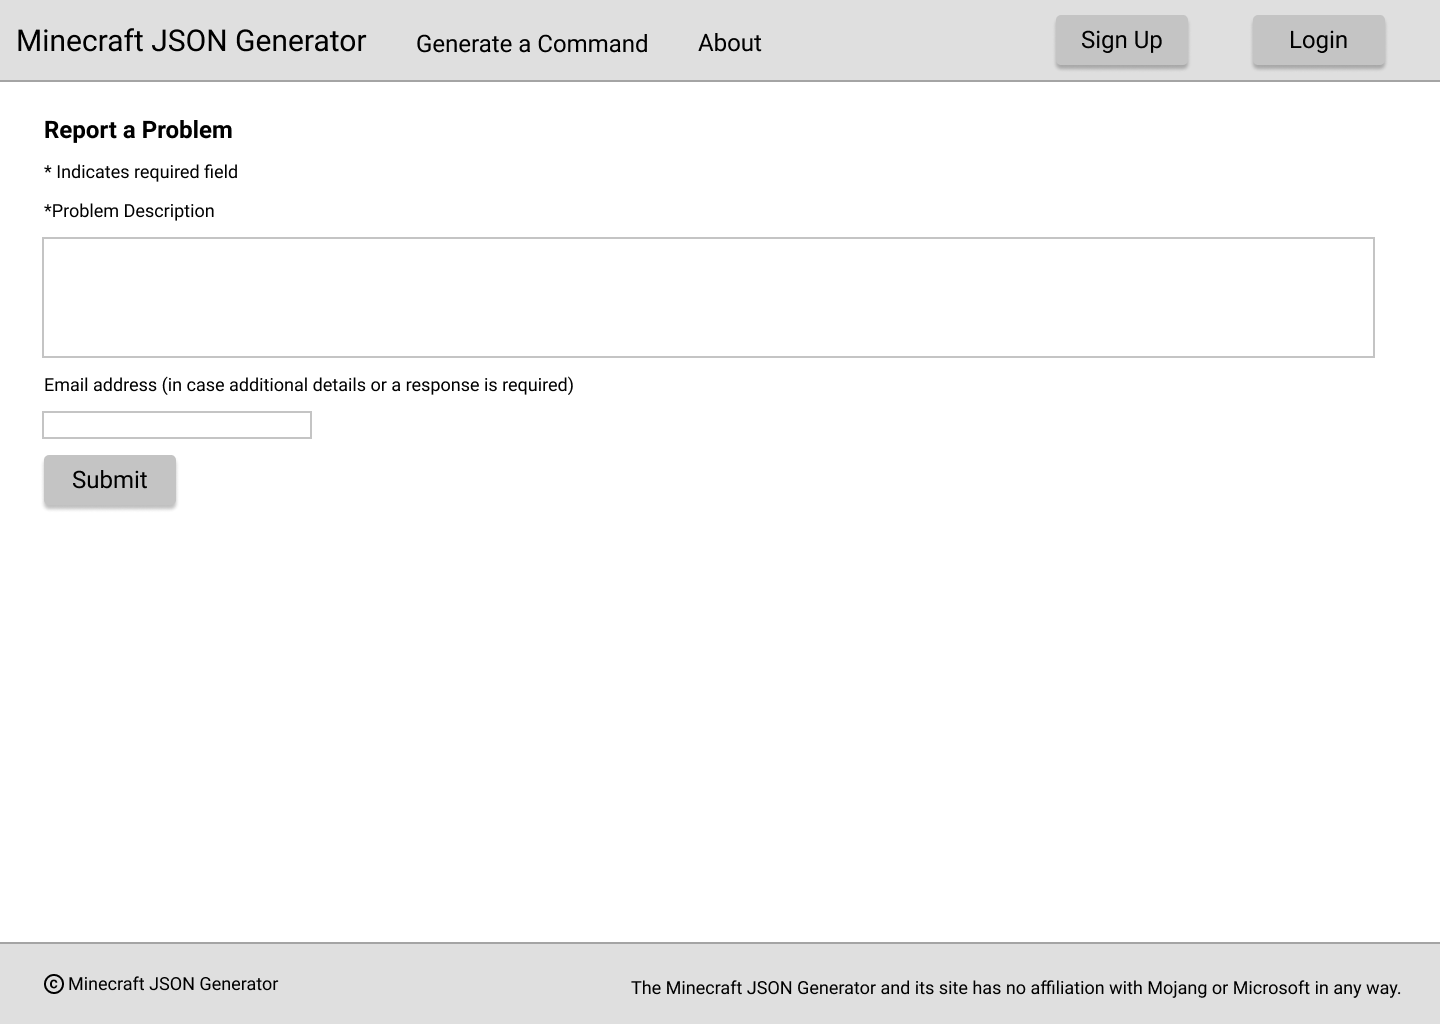 Minecraft JSON Generator Generate a Command About Sign Up Login
Report a Problem
* Indicates required field
*Problem Description
Email address (in case additional details or a response is required)
Submit
© Minecraft JSON Generator
The Minecraft JSON Generator and its site has no affiliation with Mojang or Microsoft in any way.